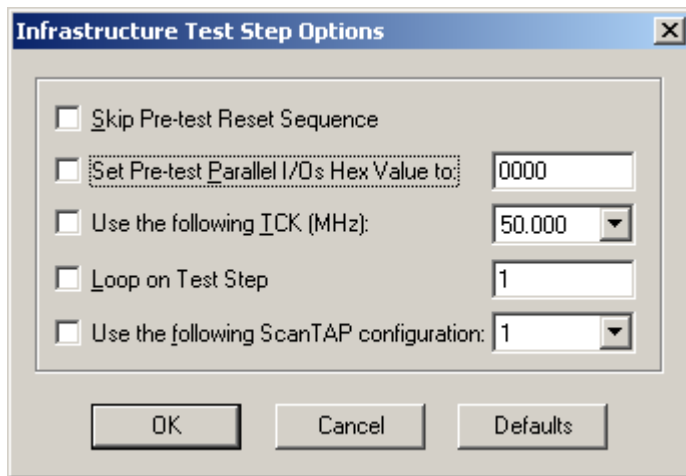 Infrastructure Test Step Options
Skip Pre-test Reset Sequence
Set Pre-test Parallel I/Os Hex Value to: 0000
Use the following TCK (MHz): 50.000
Loop on Test Step 1
Use the following ScanTAP configuration: 1
OK Cancel Defaults